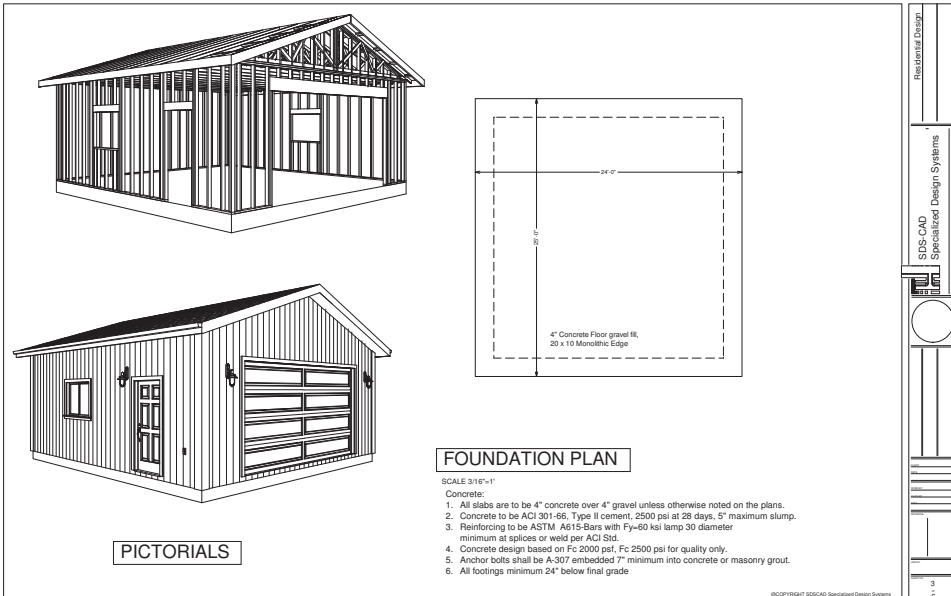 24'-0"
25'-0"
4" Concrete Floor gravel fill,
20 x 10 Monolithic Edge
FOUNDATION PLAN
SCALE 3/16"=1'
Concrete:
1. All slabs are to be 4" concrete over 4" gravel unless otherwise noted on the plans.
2. Concrete to be ACI 301-66, Type II cement, 2500 psi at 28 days, 5" maximum slump.
3. Reinforcing to be ASTM A615-Bars with Fy=60 ksi lamp 30 diameter
minimum at splices or weld per ACI Std.
4. Concrete design based on Fc 2000 psf, Fc 2500 psi for quality only.
5. Anchor bolts shall be A-307 embedded 7" minimum into concrete or masonry grout.
6. All footings minimum 24" below final grade
PICTORIALS
©COPYRIGHT SDSCAD Specialized Design Systems
Residential Design
SDS-CAD
Specialized Design Systems
3